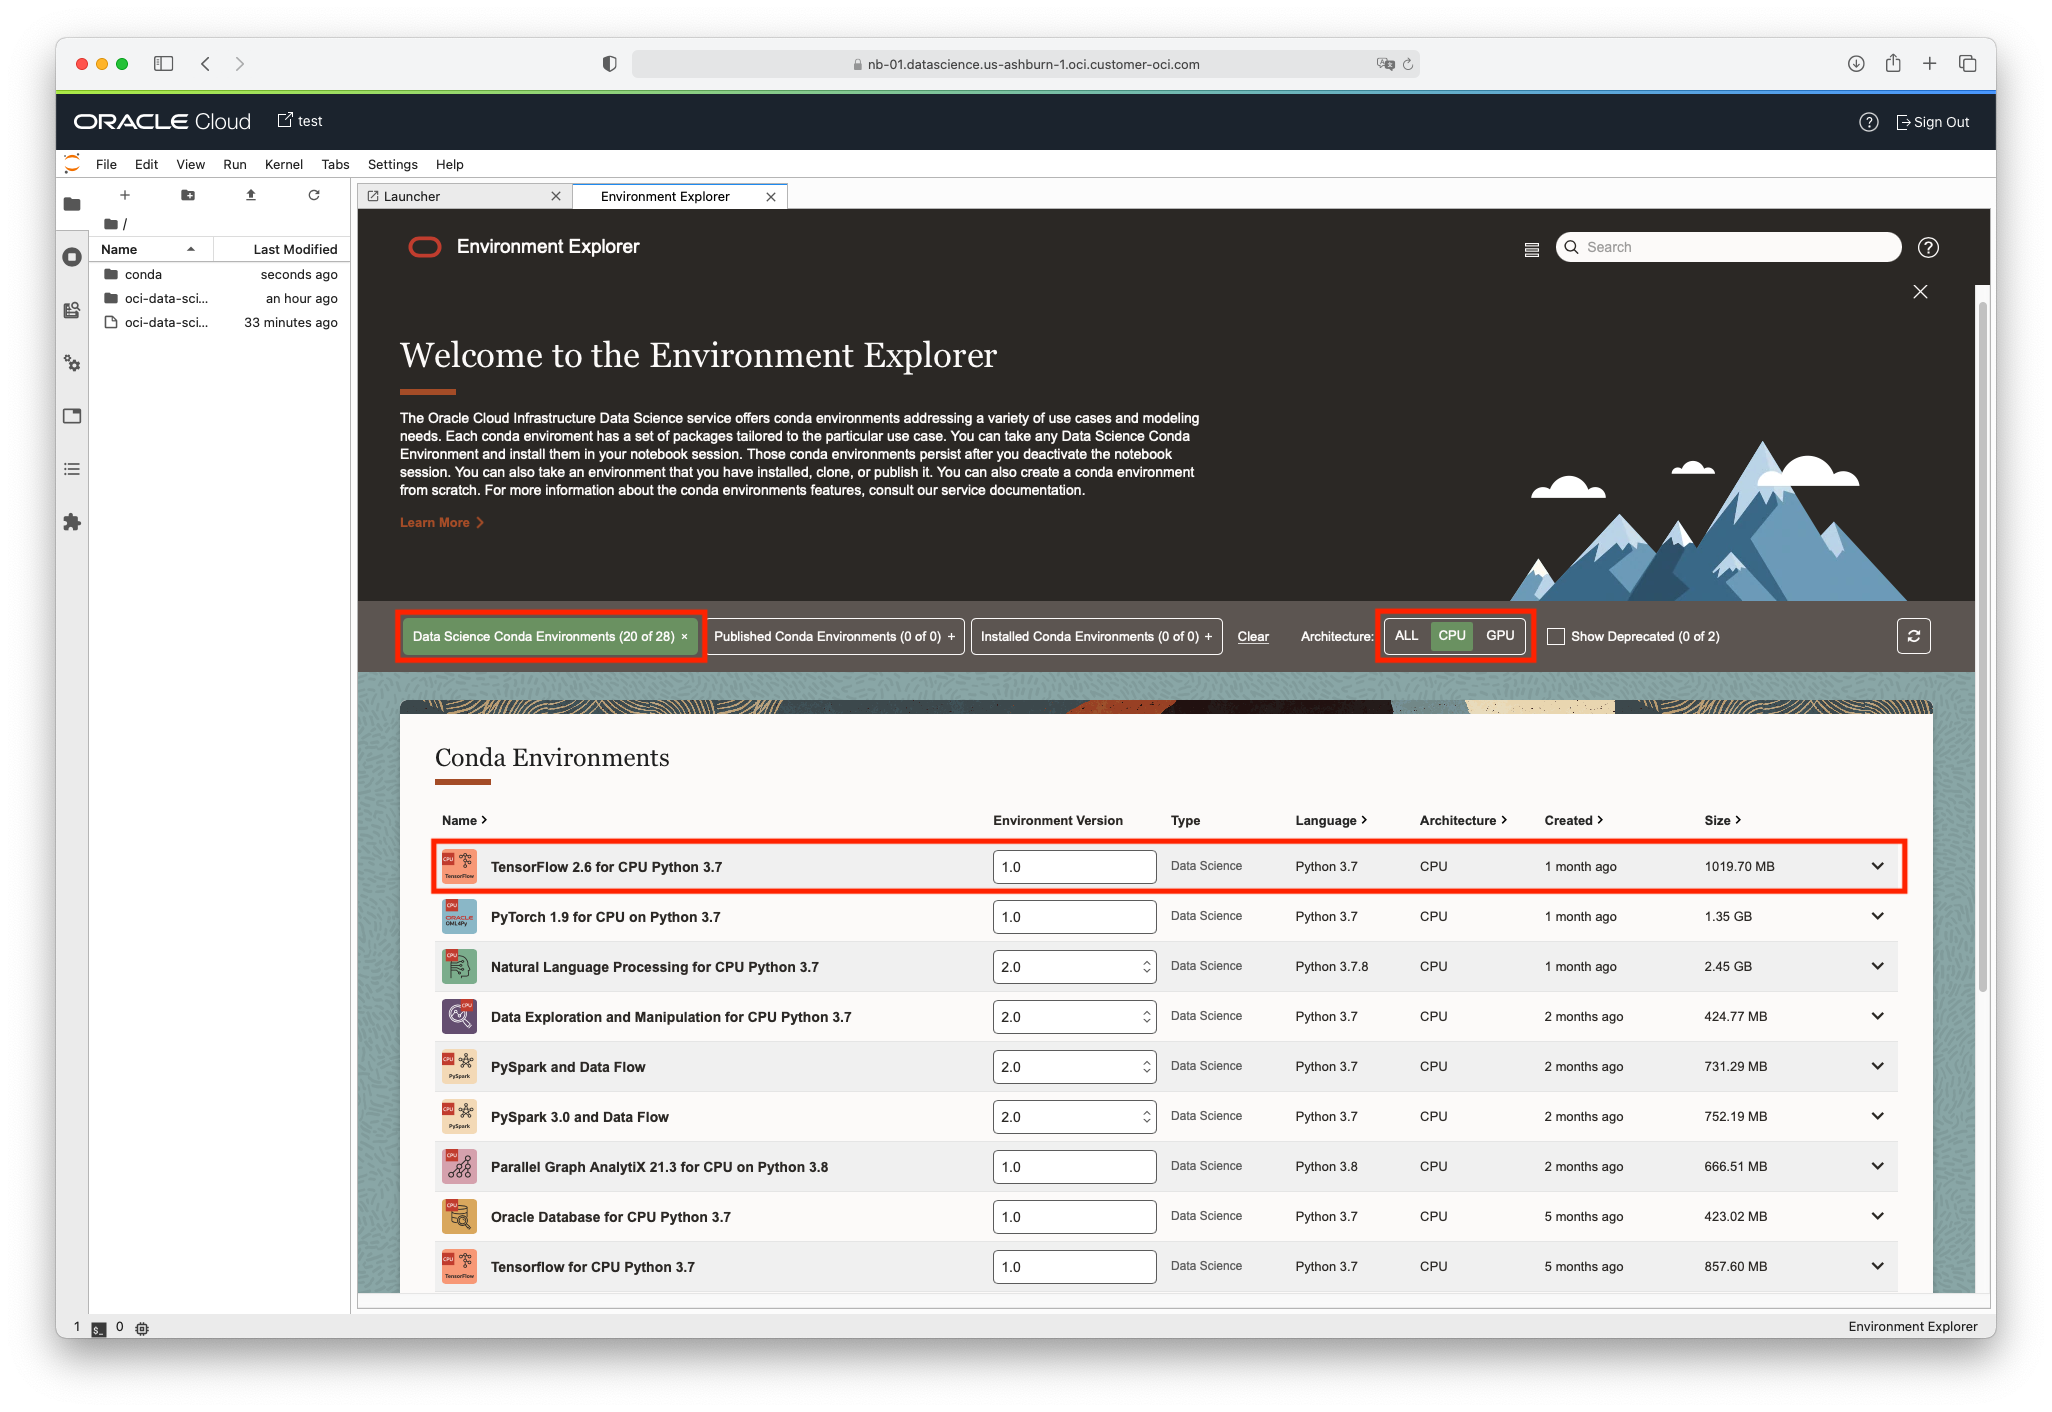 nb-01.datascience.us-ashburn-1.oci.customer-oci.com
ORACLE Cloud test
Sign Out
File Edit View Run Kernel Tabs Settings Help
Launcher
Environment Explorer
/
Name Last Modified
conda seconds ago
oci-data-sci... an hour ago
oci-data-sci... 33 minutes ago
Environment Explorer
Search
Welcome to the Environment Explorer
The Oracle Cloud Infrastructure Data Science service offers conda environments addressing a variety of use cases and modeling
needs. Each conda enviroment has a set of packages tailored to the particular use case. You can take any Data Science Conda
Environment and install them in your notebook session. Those conda environments persist after you deactivate the notebook
session. You can also take an environment that you have installed, clone, or publish it. You can also create a conda environment
from scratch. For more information about the conda environments features, consult our service documentation.
Learn More
Data Science Conda Environments (20 of 28) × Published Conda Environments (0 of 0) + Installed Conda Environments (0 of 0) + Clear Architecture: ALL CPU GPU Show Deprecated (0 of 2)
Conda Environments
Name Environment Version Type Language Architecture Created Size
CPU TensorFlow TensorFlow 2.6 for CPU Python 3.7 1.0 Data Science Python 3.7 CPU 1 month ago 1019.70 MB
CPU ORACLE OML4Py PyTorch 1.9 for CPU on Python 3.7 1.0 Data Science Python 3.7 CPU 1 month ago 1.35 GB
CPU Natural Language Processing for CPU Python 3.7 2.0 Data Science Python 3.7.8 CPU 1 month ago 2.45 GB
CPU Data Exploration and Manipulation for CPU Python 3.7 2.0 Data Science Python 3.7 CPU 2 months ago 424.77 MB
CPU PySpark PySpark and Data Flow 2.0 Data Science Python 3.7 CPU 2 months ago 731.29 MB
CPU PySpark PySpark 3.0 and Data Flow 2.0 Data Science Python 3.7 CPU 2 months ago 752.19 MB
CPU Parallel Graph AnalytiX 21.3 for CPU on Python 3.8 1.0 Data Science Python 3.8 CPU 2 months ago 666.51 MB
CPU Oracle Database for CPU Python 3.7 1.0 Data Science Python 3.7 CPU 5 months ago 423.02 MB
CPU TensorFlow Tensorflow for CPU Python 3.7 1.0 Data Science Python 3.7 CPU 5 months ago 857.60 MB
1 $_ 0 Environment Explorer